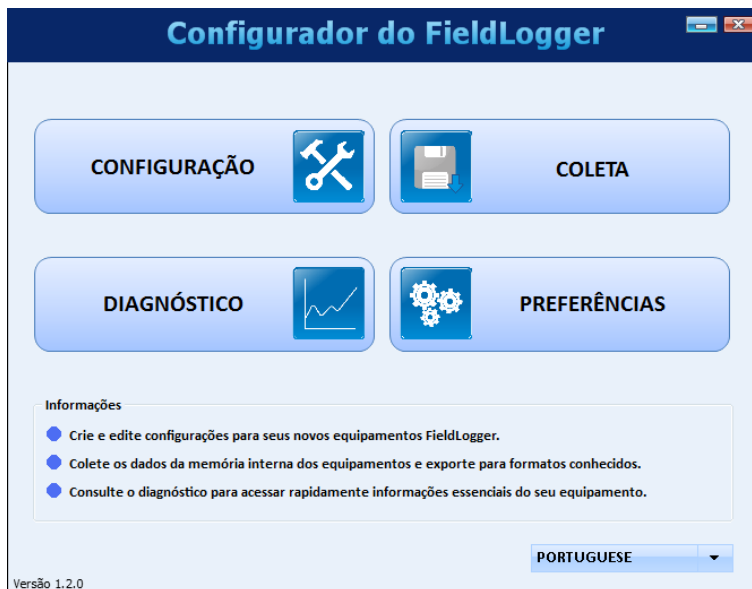 Configurador do FieldLogger
CONFIGURAÇÃO
COLETA
DIAGNÓSTICO
PREFERÊNCIAS
Informações
Crie e edite configurações para seus novos equipamentos FieldLogger.
Colete os dados da memória interna dos equipamentos e exporte para formatos conhecidos.
Consulte o diagnóstico para acessar rapidamente informações essenciais do seu equipamento.
PORTUGUESE
Versão 1.2.0